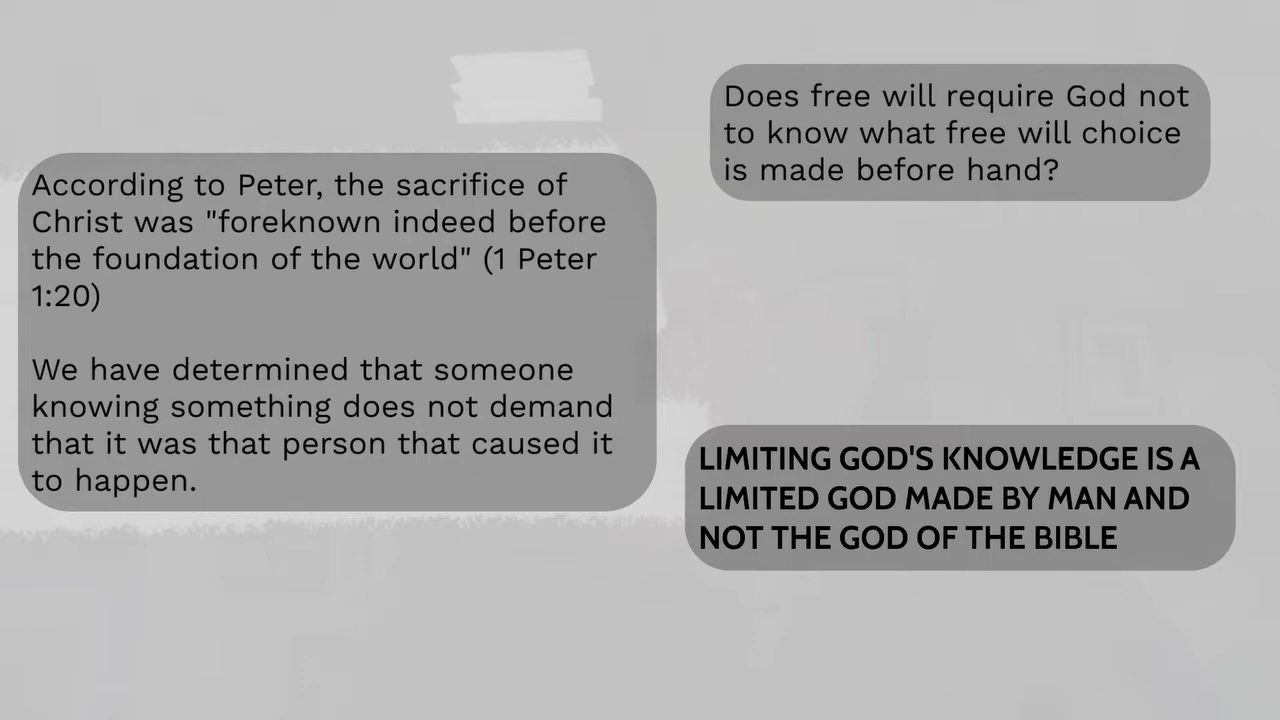 According to Peter, the sacrifice of
Christ was "foreknown indeed before
the foundation of the world" (1 Peter
1:20)
We have determined that someone
knowing something does not demand
that it was that person that caused it
to happen.
Does free will require God not
to know what free will choice
is made before hand?
LIMITING GOD'S KNOWLEDGE IS A
LIMITED GOD MADE BY MAN AND
NOT THE GOD OF THE BIBLE